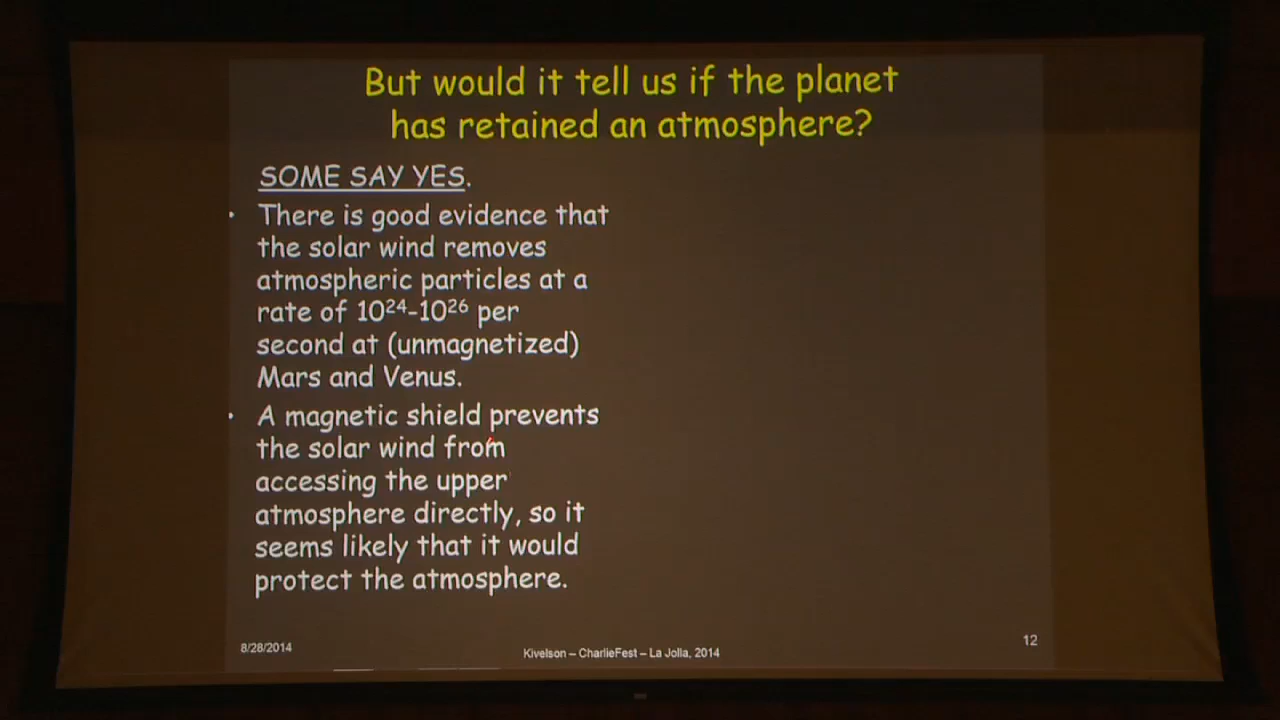 But would it tell us if the planet
has retained an atmosphere?
SOME SAY YES.
• There is good evidence that
the solar wind removes
atmospheric particles at a
rate of 10²⁴-10²⁶ per
second at (unmagnetized)
Mars and Venus.
• A magnetic shield prevents
the solar wind from
accessing the upper
atmosphere directly, so it
seems likely that it would
protect the atmosphere.
8/28/2014
Kivelson – CharlieFest – La Jolla, 2014
12